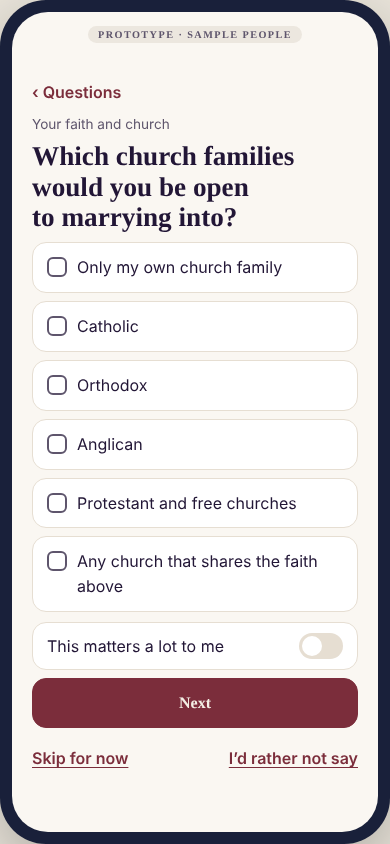 PROTOTYPE · SAMPLE PEOPLE
‹ Questions
Your faith and church
Which church families
would you be open
to marrying into?
Only my own church family
Catholic
Orthodox
Anglican
Protestant and free churches
Any church that shares the faith
above
This matters a lot to me
Next
Skip for now
I’d rather not say